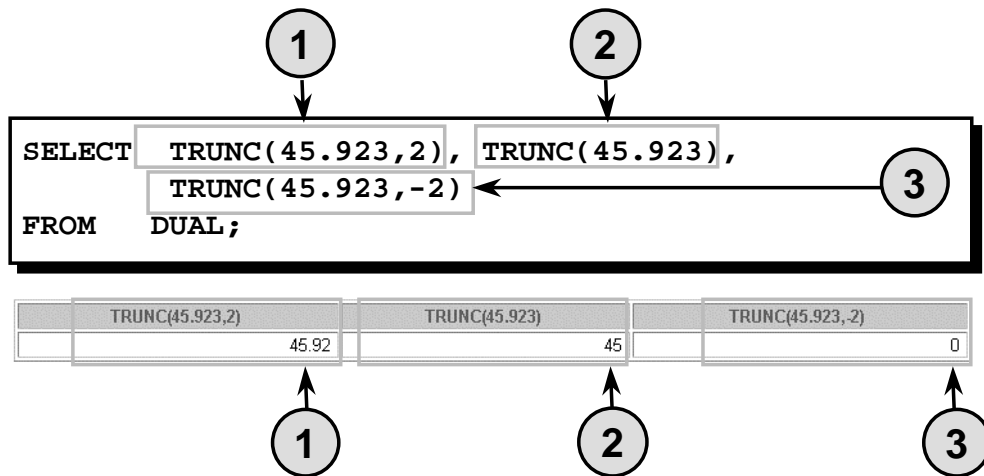 1 2
SELECT TRUNC(45.923,2), TRUNC(45.923),
TRUNC(45.923,-2) 3
FROM DUAL;
TRUNC(45.923,2) TRUNC(45.923) TRUNC(45.923,-2)
45.92 45 0
1 2 3